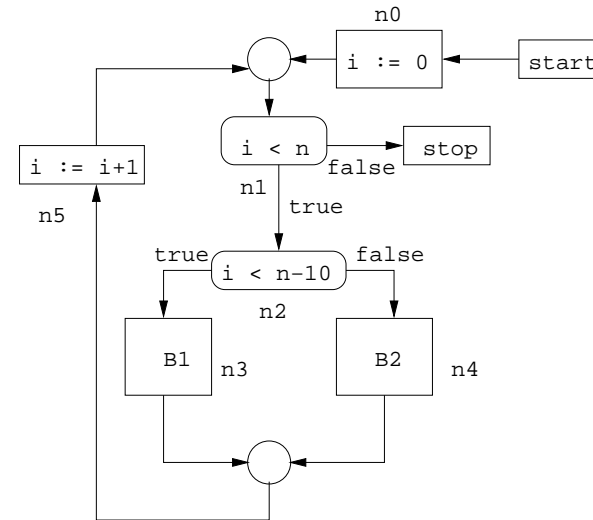 n0
i := 0
start
i < n
stop
false
n1
true
i := i+1
n5
true
false
i < n-10
n2
B1
n3
B2
n4